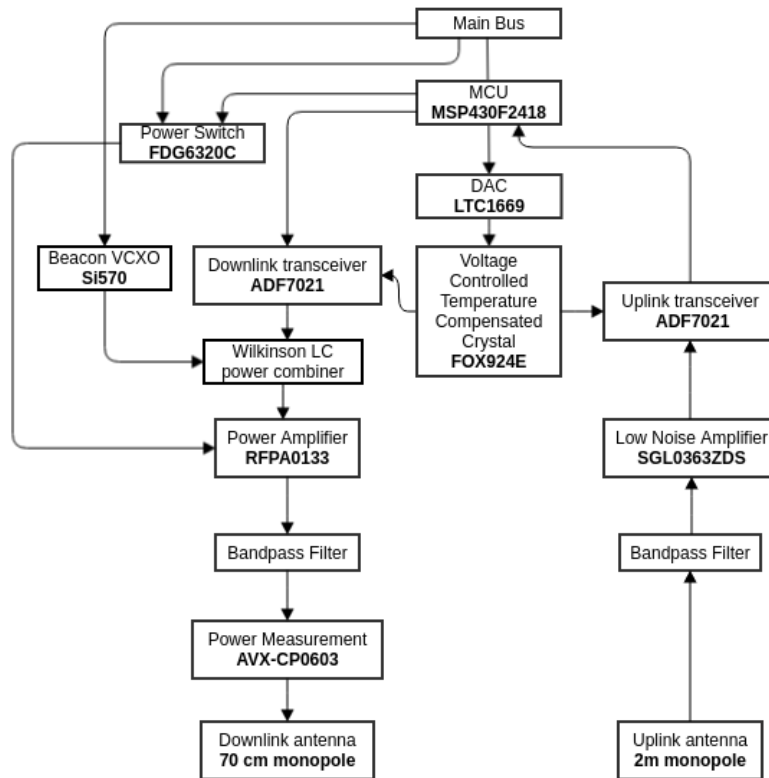 Main Bus
MCU
MSP430F2418
Power Switch
FDG6320C
DAC
LTC1669
Beacon VCXO
Si570
Downlink transceiver
ADF7021
Voltage
Controlled
Temperature
Compensated
Crystal
FOX924E
Uplink transceiver
ADF7021
Wilkinson LC
power combiner
Power Amplifier
RFPA0133
Low Noise Amplifier
SGL0363ZDS
Bandpass Filter
Bandpass Filter
Power Measurement
AVX-CP0603
Downlink antenna
70 cm monopole
Uplink antenna
2m monopole